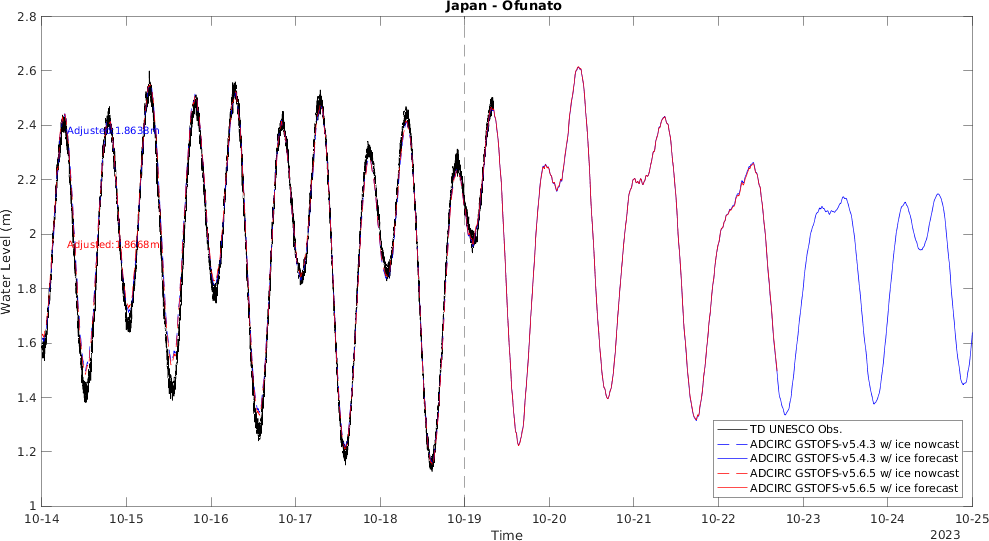 Japan - Ofunato
Water Level (m)
2.8
2.6
2.4
2.2
2
1.8
1.6
1.4
1.2
1
Adjusted:1.8638m
Adjusted:1.8668m
TD UNESCO Obs.
ADCIRC GSTOFS-v5.4.3 w/ ice nowcast
ADCIRC GSTOFS-v5.4.3 w/ ice forecast
ADCIRC GSTOFS-v5.6.5 w/ ice nowcast
ADCIRC GSTOFS-v5.6.5 w/ ice forecast
10-14 10-15 10-16 10-17 10-18 10-19 10-20 10-21 10-22 10-23 10-24 10-25
Time
2023